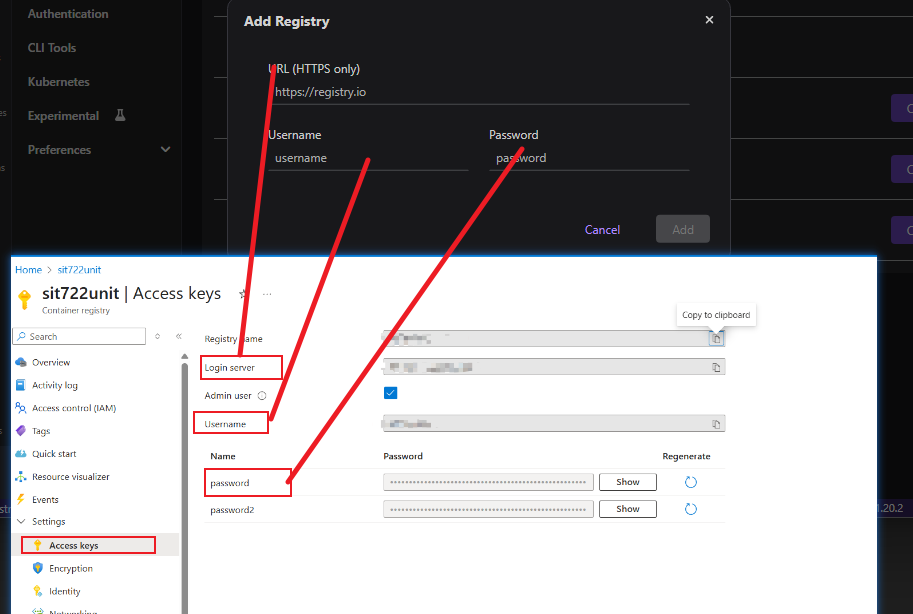 Authentication
CLI Tools
Kubernetes
Experimental
Preferences
Add Registry
URL (HTTPS only)
https://registry.io
Username
Password
username
password
Cancel
Add
Home > sit722unit
sit722unit | Access keys
Container registry
Search
Overview
Activity log
Access control (IAM)
Tags
Quick start
Resource visualizer
Events
Settings
Access keys
Encryption
Identity
Networking
Copy to clipboard
Registry name
Login server
Admin user
Username
Name
Password
Regenerate
password
Show
password2
Show
1.20.2